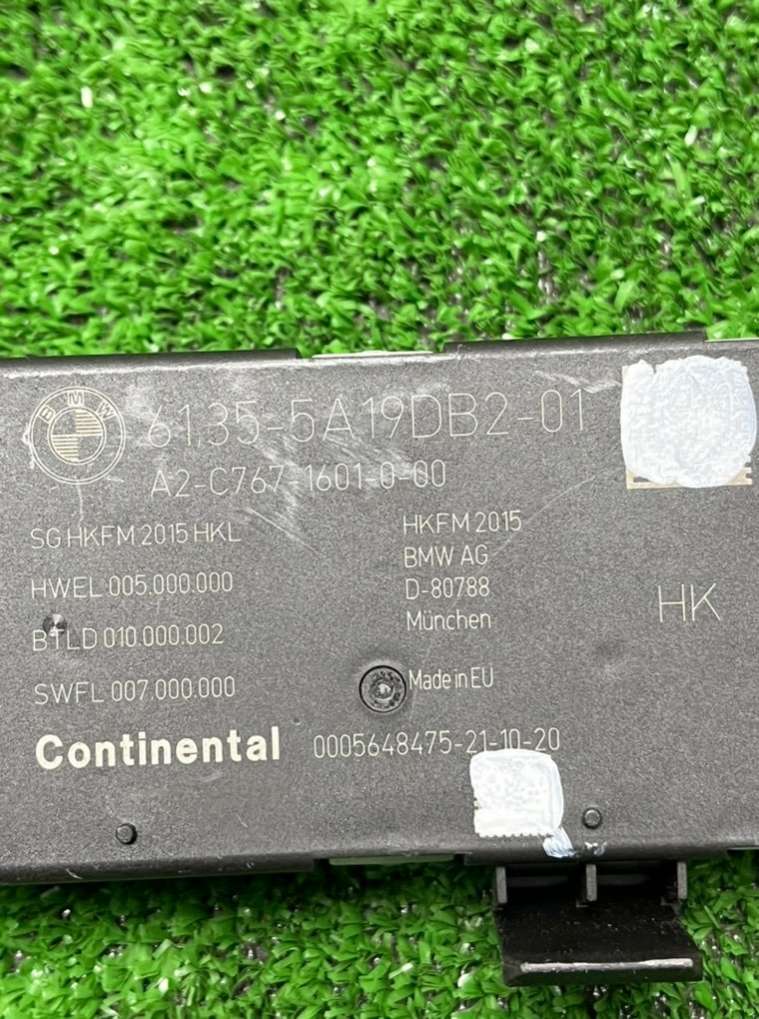 BMW
61.35-5A19DB2-01
A2-C767-1601-0-00
SG HKFM 2015 HKL
HWEL 005.000.000
BTLD 010.000.002
SWFL 007.000.000
HKFM 2015
BMW AG
D-80788
München
Made in EU
HK
Continental
0005648475-21-10-20